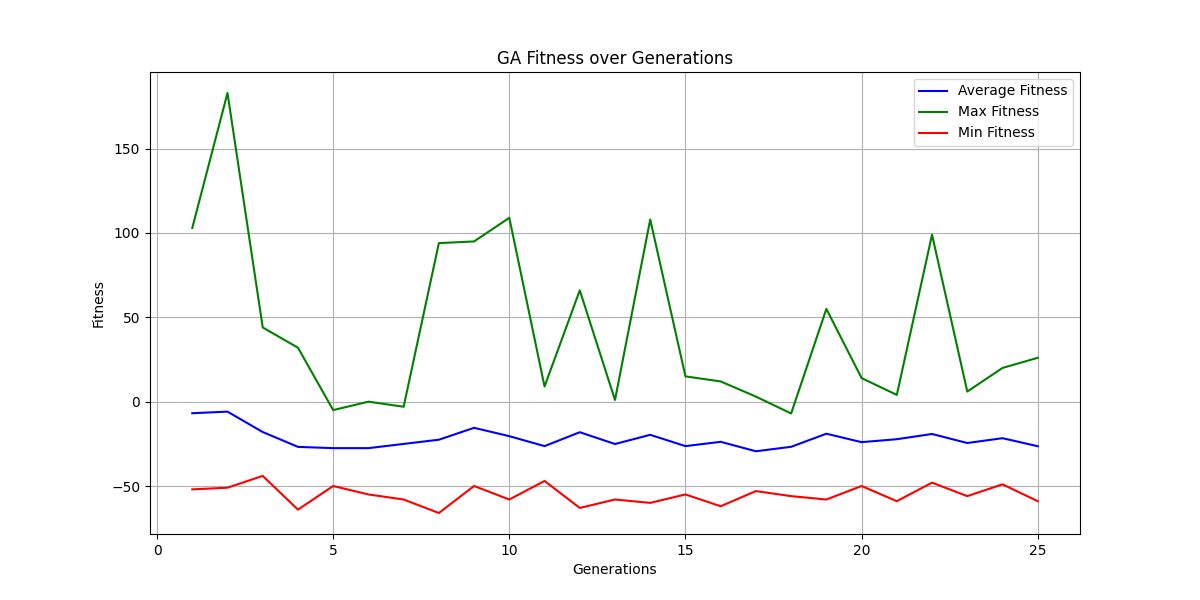 GA Fitness over Generations
Average Fitness
Max Fitness
Min Fitness
150
100
50
0
−50
Fitness
0 5 10 15 20 25
Generations